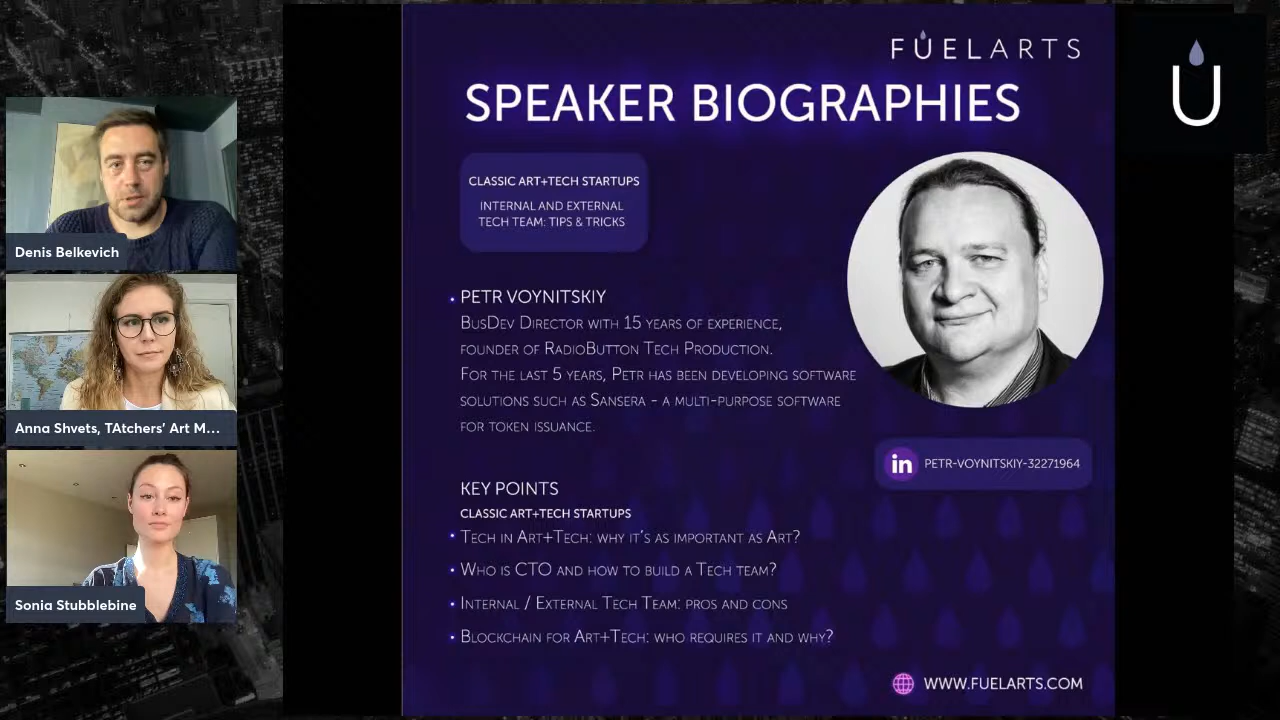 FUELARTS
SPEAKER BIOGRAPHIES
CLASSIC ART+TECH STARTUPS
INTERNAL AND EXTERNAL
TECH TEAM: TIPS & TRICKS
PETR VOYNITSKIY
BUSDEV DIRECTOR WITH 15 YEARS OF EXPERIENCE,
FOUNDER OF RADIOBUTTON TECH PRODUCTION.
FOR THE LAST 5 YEARS, PETR HAS BEEN DEVELOPING SOFTWARE
SOLUTIONS SUCH AS SANSERA - A MULTI-PURPOSE SOFTWARE
FOR TOKEN ISSUANCE.
in PETR-VOYNITSKIY-32271964
KEY POINTS
CLASSIC ART+TECH STARTUPS
TECH IN ART+TECH: WHY IT'S AS IMPORTANT AS ART?
WHO IS CTO AND HOW TO BUILD A TECH TEAM?
INTERNAL / EXTERNAL TECH TEAM: PROS AND CONS
BLOCKCHAIN FOR ART+TECH: WHO REQUIRES IT AND WHY?
WWW.FUELARTS.COM
U
Denis Belkevich
Anna Shvets, TAtchers' Art M...
Sonia Stubblebine